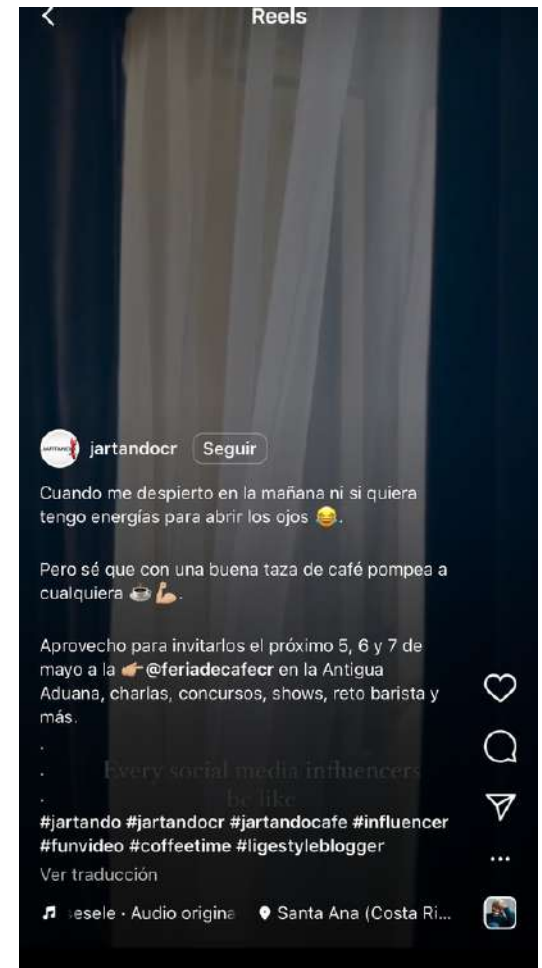 Reels
jartandocr Seguir
Cuando me despierto en la mañana ni si quiera
tengo energías para abrir los ojos 😂.
Pero sé que con una buena taza de café pompea a
cualquiera ☕💪🏼.
Aprovecho para invitarlos el próximo 5, 6 y 7 de
mayo a la 👉🏼@feriadecafecr en la Antigua
Aduana, charlas, concursos, shows, reto barista y
más.
.
.
Every social media influencers
be like
.
#jartando #jartandocr #jartandocafe #influencer
#funvideo #coffeetime #ligestyleblogger
Ver traducción
esele · Audio origina Santa Ana (Costa Ri...